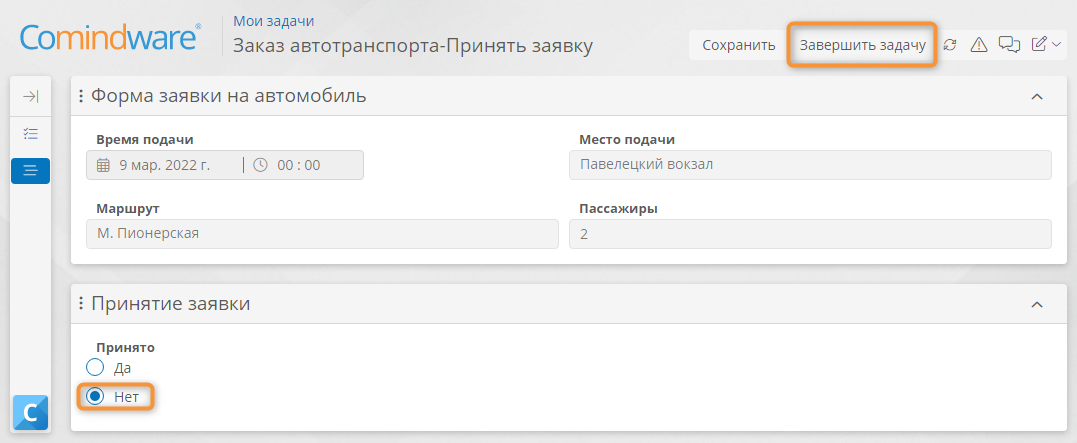 Comindware®
Мои задачи
Заказ автотранспорта-Принять заявку
Сохранить
Завершить задачу
Форма заявки на автомобиль
Время подачи
Место подачи
9 мар. 2022 г.
00 : 00
Павелецкий вокзал
Маршрут
Пассажиры
М. Пионерская
2
Принятие заявки
Принято
Да
Нет
C